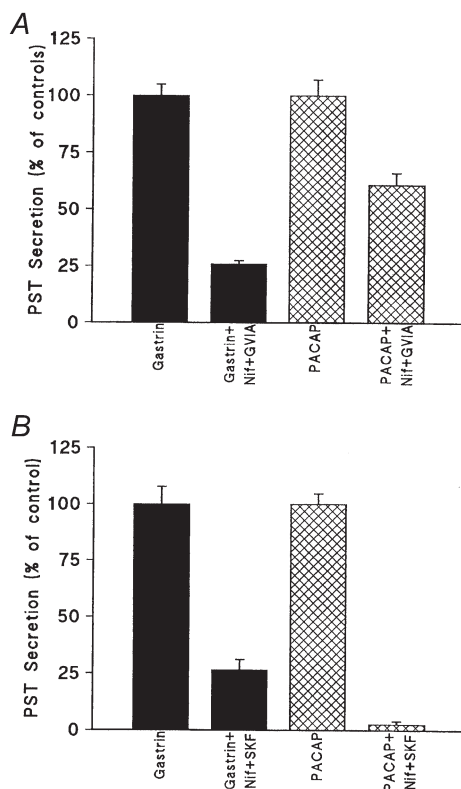 A
PST Secretion (% of controls)
125
100
75
50
25
0
Gastrin
Gastrin+
Nif+GVIA
PACAP
PACAP+
Nif+GVIA
B
PST Secretion (% of control)
125
100
75
50
25
0
Gastrin
Gastrin+
Nif+SKF
PACAP
PACAP+
Nif+SKF